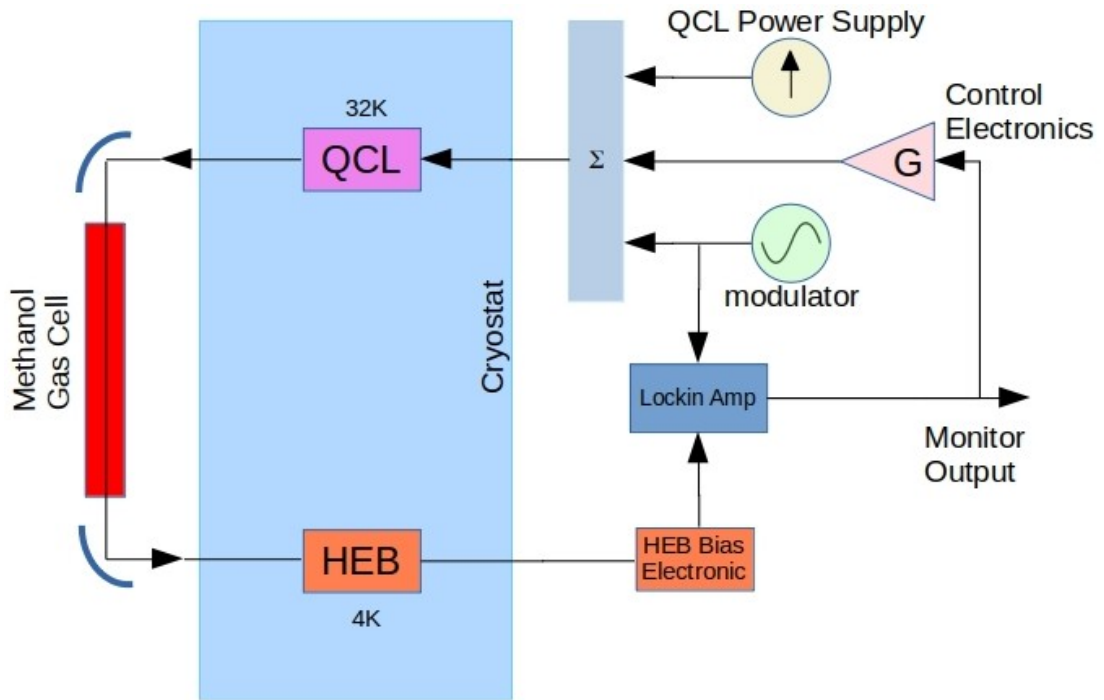 QCL Power Supply
32K
Control
Electronics
QCL
Σ
G
modulator
Methanol
Gas Cell
Cryostat
Lockin Amp
Monitor
Output
HEB
HEB Bias
Electronic
4K